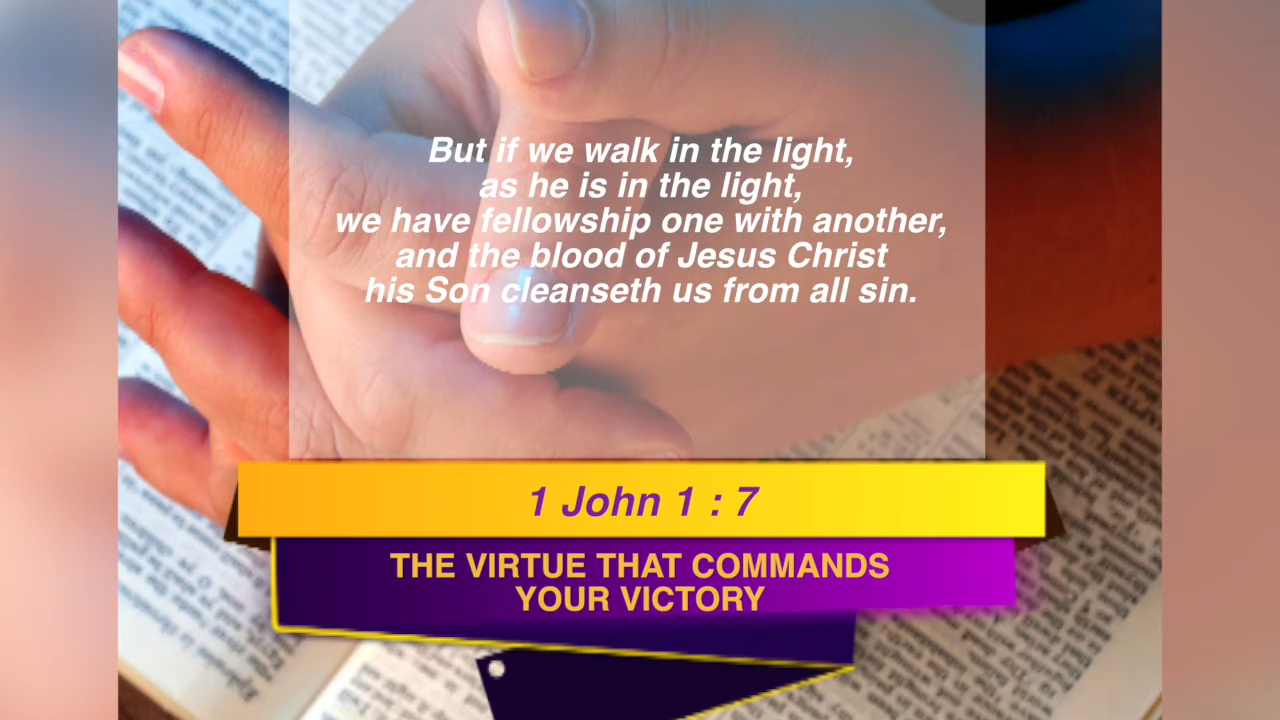 But if we walk in the light,
as he is in the light,
we have fellowship one with another,
and the blood of Jesus Christ
his Son cleanseth us from all sin.
1 John 1 : 7
THE VIRTUE THAT COMMANDS
YOUR VICTORY